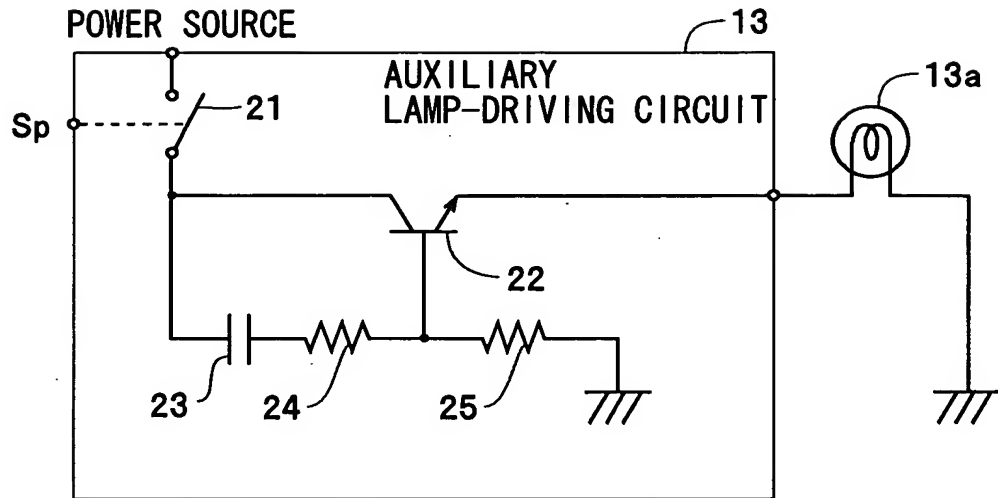 POWER SOURCE
13
AUXILIARY
LAMP-DRIVING CIRCUIT
13a
Sp
21
22
23
24
25